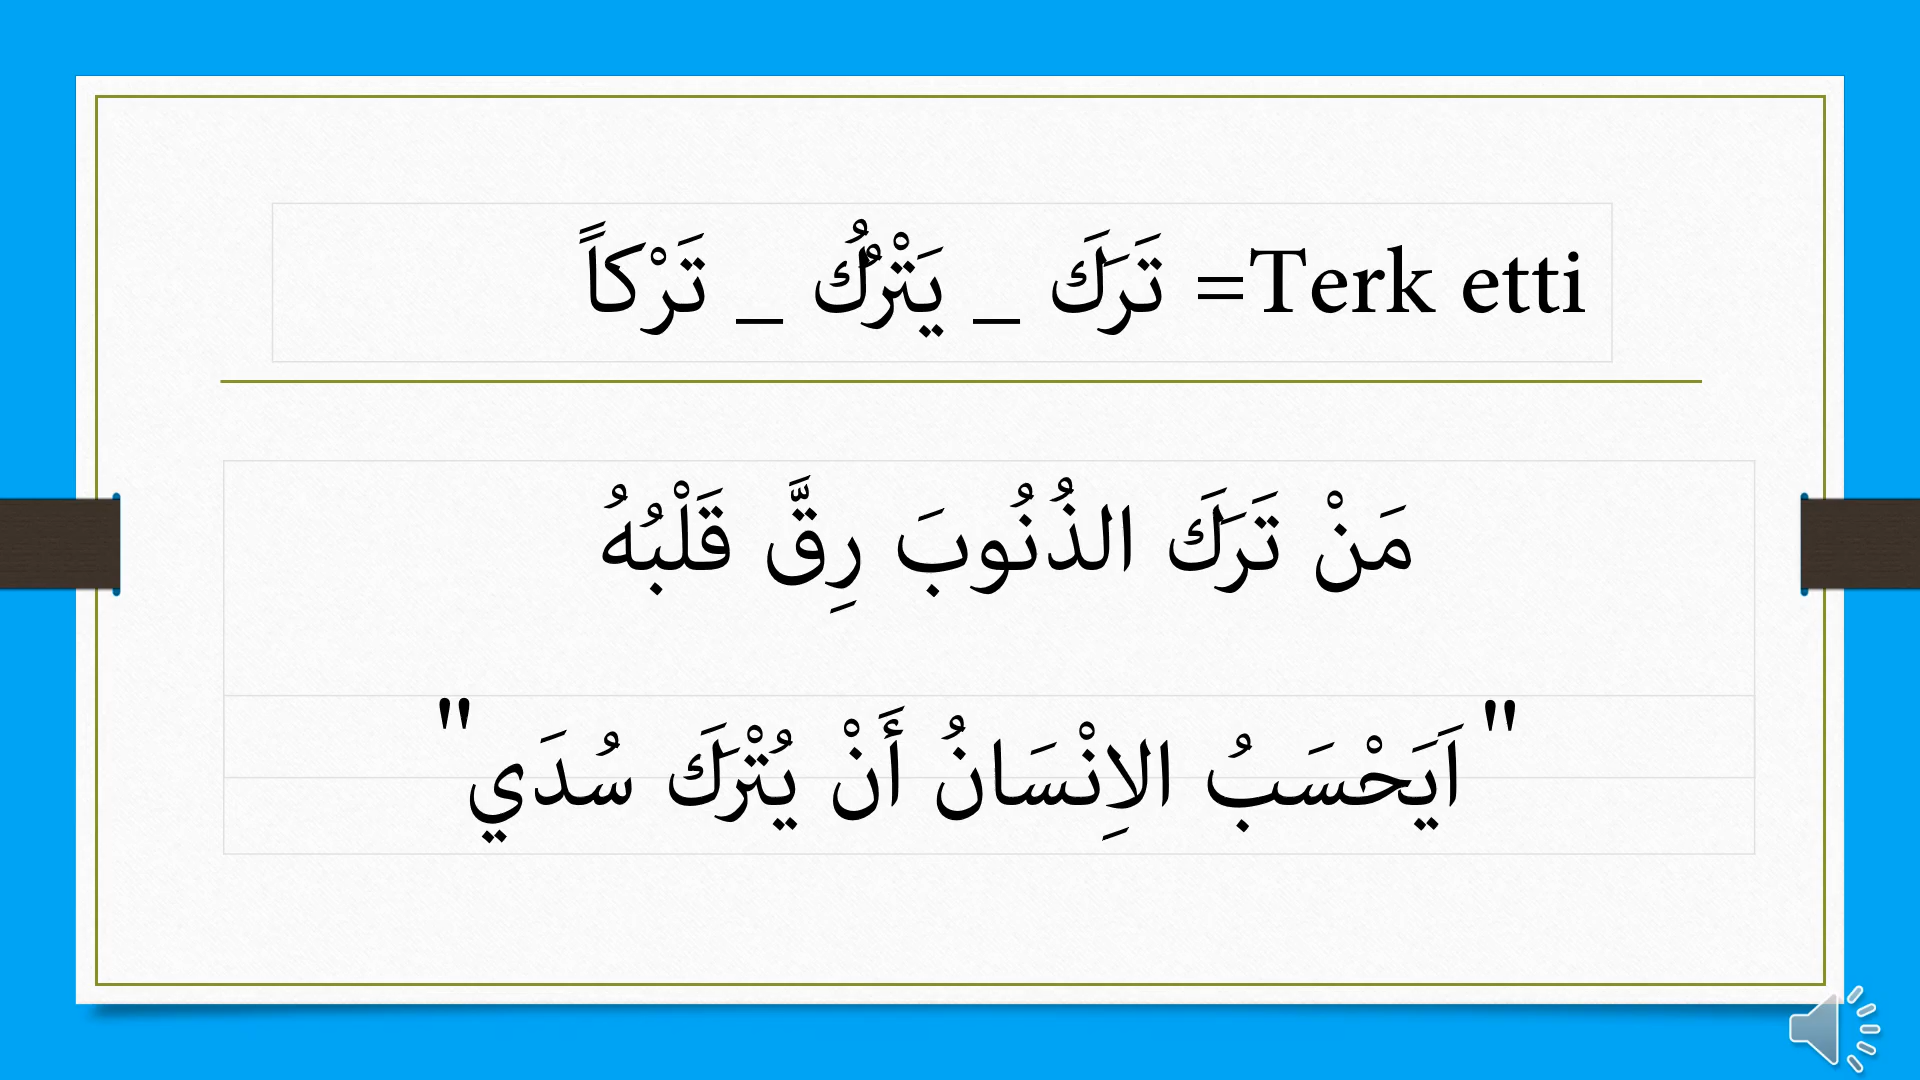 Terk etti= تَرَكَ _ يَتْرُكُ _ تَرْكاً
مَنْ تَرَكَ الذُنُوبَ رِقَّ قَلْبُهُ
" اَيَحْسَبُ الاِنْسَانُ أَنْ يُتْرَكَ سُدَي"